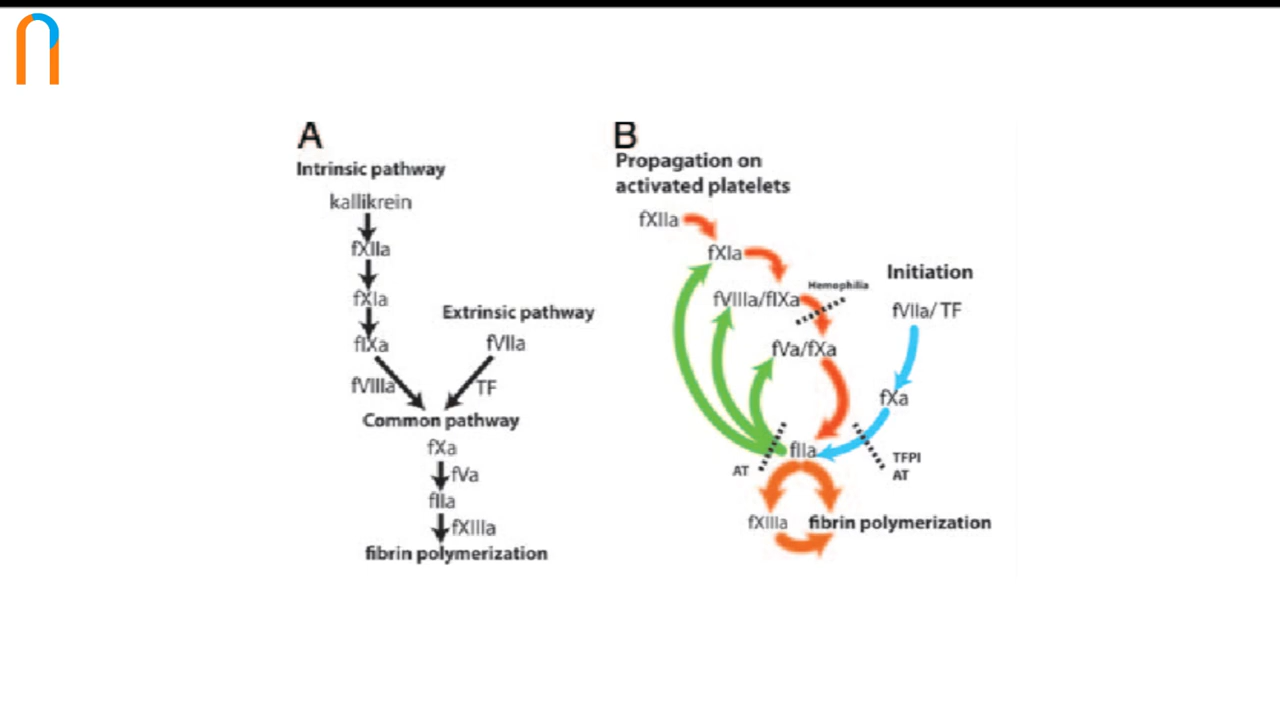 A
Intrinsic pathway
kallikrein
fXIIa
fXIa
fIXa
fVIIIa
Extrinsic pathway
fVIIa
TF
Common pathway
fXa
fVa
fIIa
fXIIIa
fibrin polymerization
B
Propagation on
activated platelets
fXIIa
fXIa
fVIIIa/fIXa
Hemophilia
fVa/fXa
Initiation
fVIIa/ TF
fXa
fIIa
AT
TFPI
AT
fXIIIa
fibrin polymerization